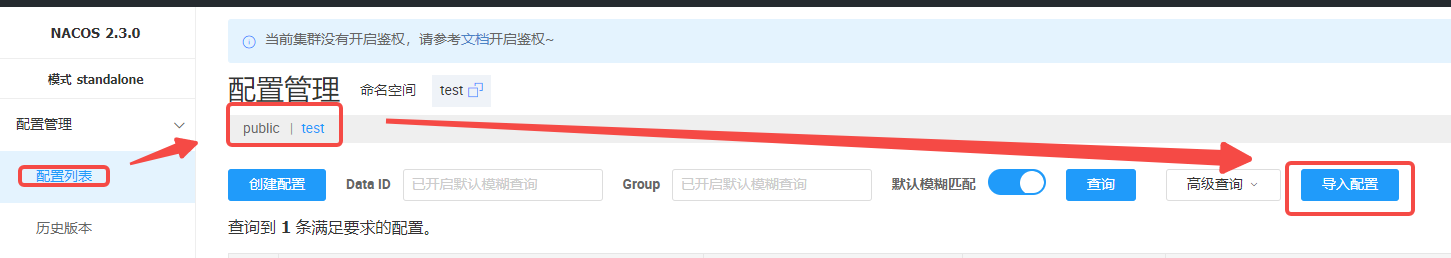 NACOS 2.3.0
模式 standalone
配置管理
配置列表
历史版本
当前集群没有开启鉴权，请参考文档开启鉴权~
配置管理 命名空间 test
public | test
创建配置 Data ID 已开启默认模糊查询 Group 已开启默认模糊查询 默认模糊匹配 查询 高级查询 导入配置
查询到 1 条满足要求的配置。